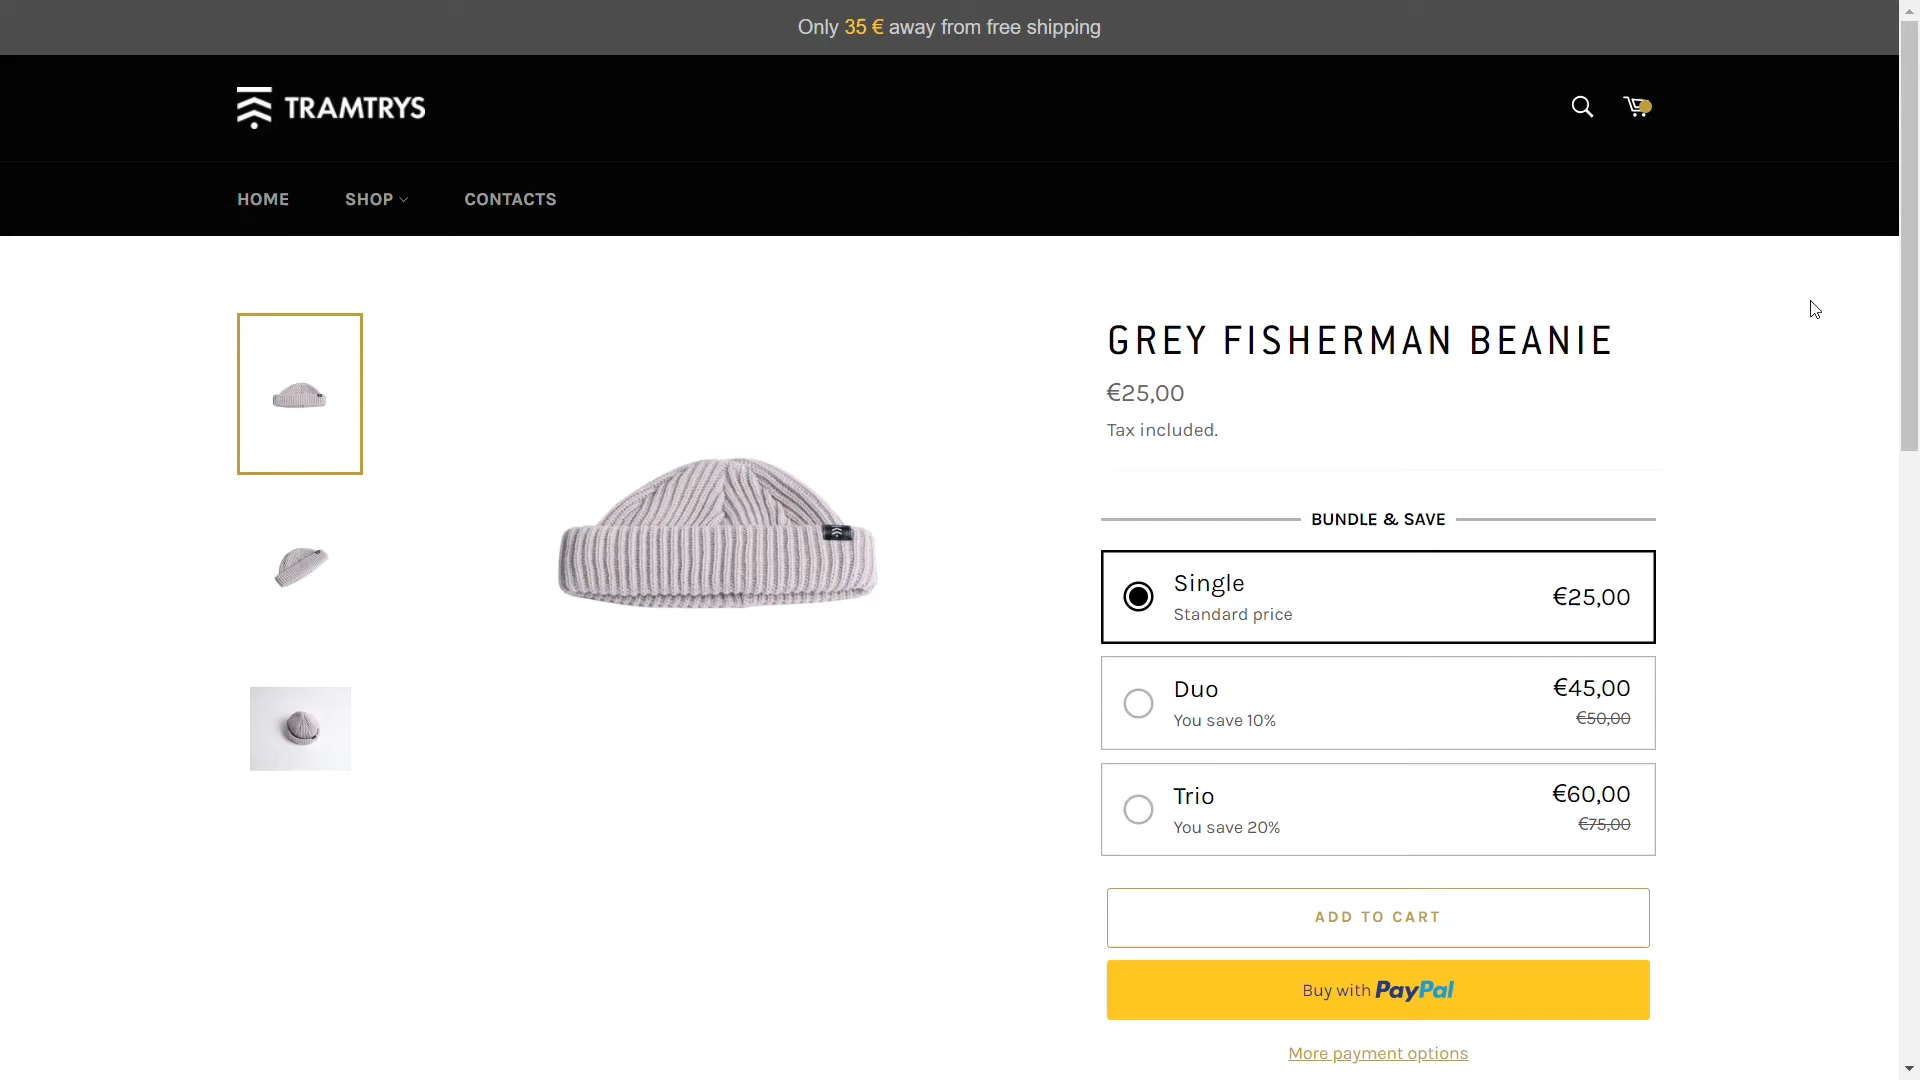 Only 35 € away from free shipping
TRAMTRYS
HOME
SHOP
CONTACTS
GREY FISHERMAN BEANIE
€25,00
Tax included.
BUNDLE & SAVE
Single
€25,00
Standard price
Duo
€45,00
You save 10%
€50,00
Trio
€60,00
You save 20%
€75,00
ADD TO CART
Buy with PayPal
More payment options